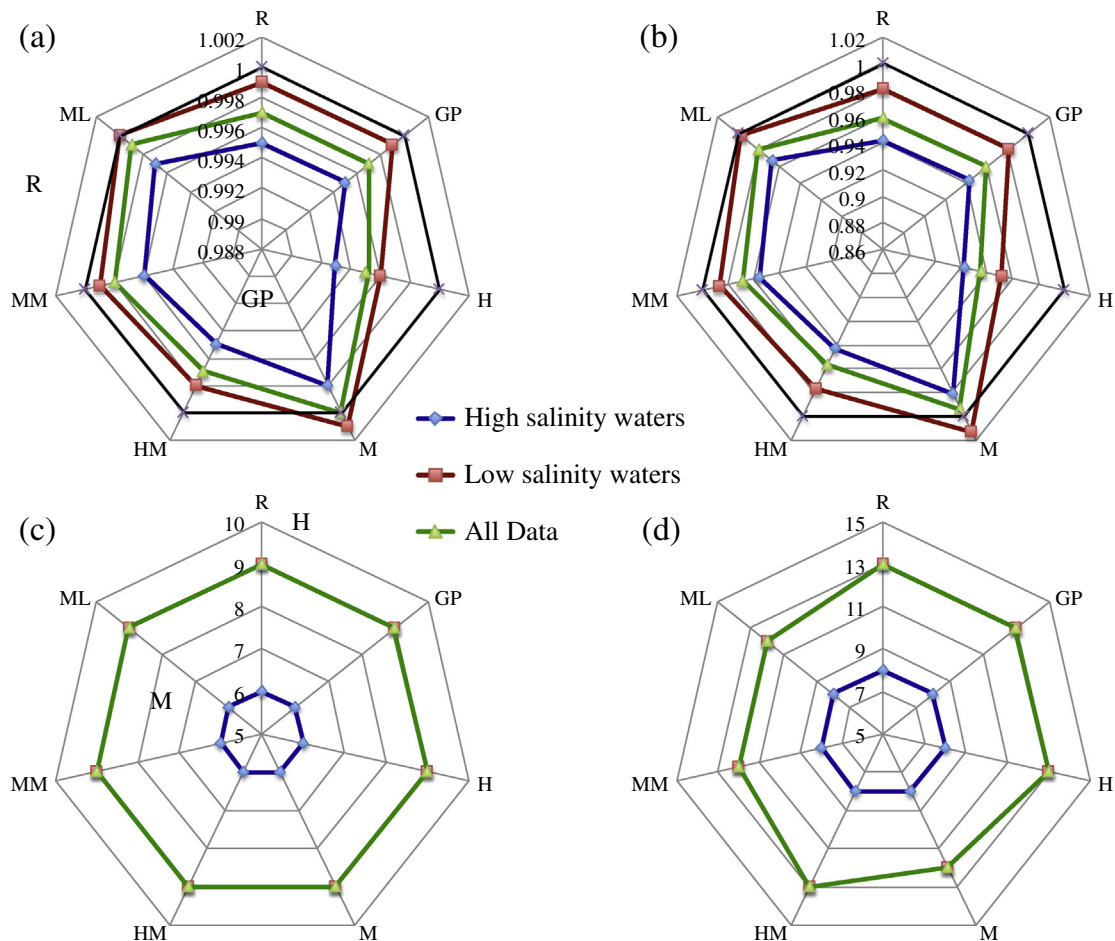 (a)
R
1.002
1
0.998
0.996
0.994
0.992
0.99
0.988
GP
H
M
HM
MM
ML
R
GP
(b)
R
1.02
1
0.98
0.96
0.94
0.92
0.9
0.88
0.86
GP
H
M
HM
MM
ML
High salinity waters
Low salinity waters
All Data
(c)
R
H
10
9
8
7
6
5
GP
H
M
HM
MM
ML
M
(d)
R
15
13
11
9
7
5
GP
H
M
HM
MM
ML